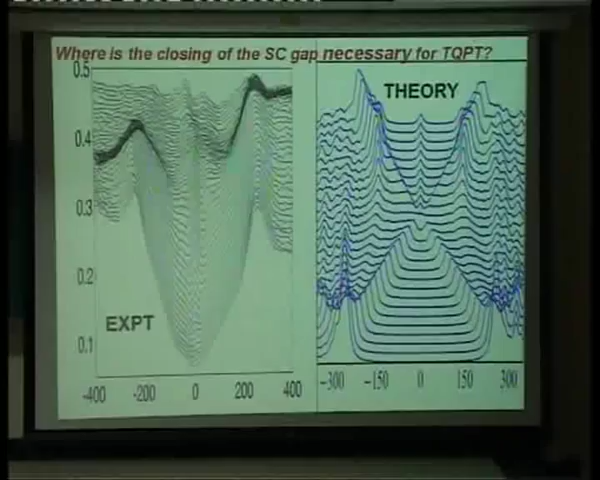 Where is the closing of the SC gap necessary for TQPT?
0.5
0.4
0.3
0.2
0.1
EXPT
-400 -200 0 200 400
THEORY
−300 −150 0 150 300